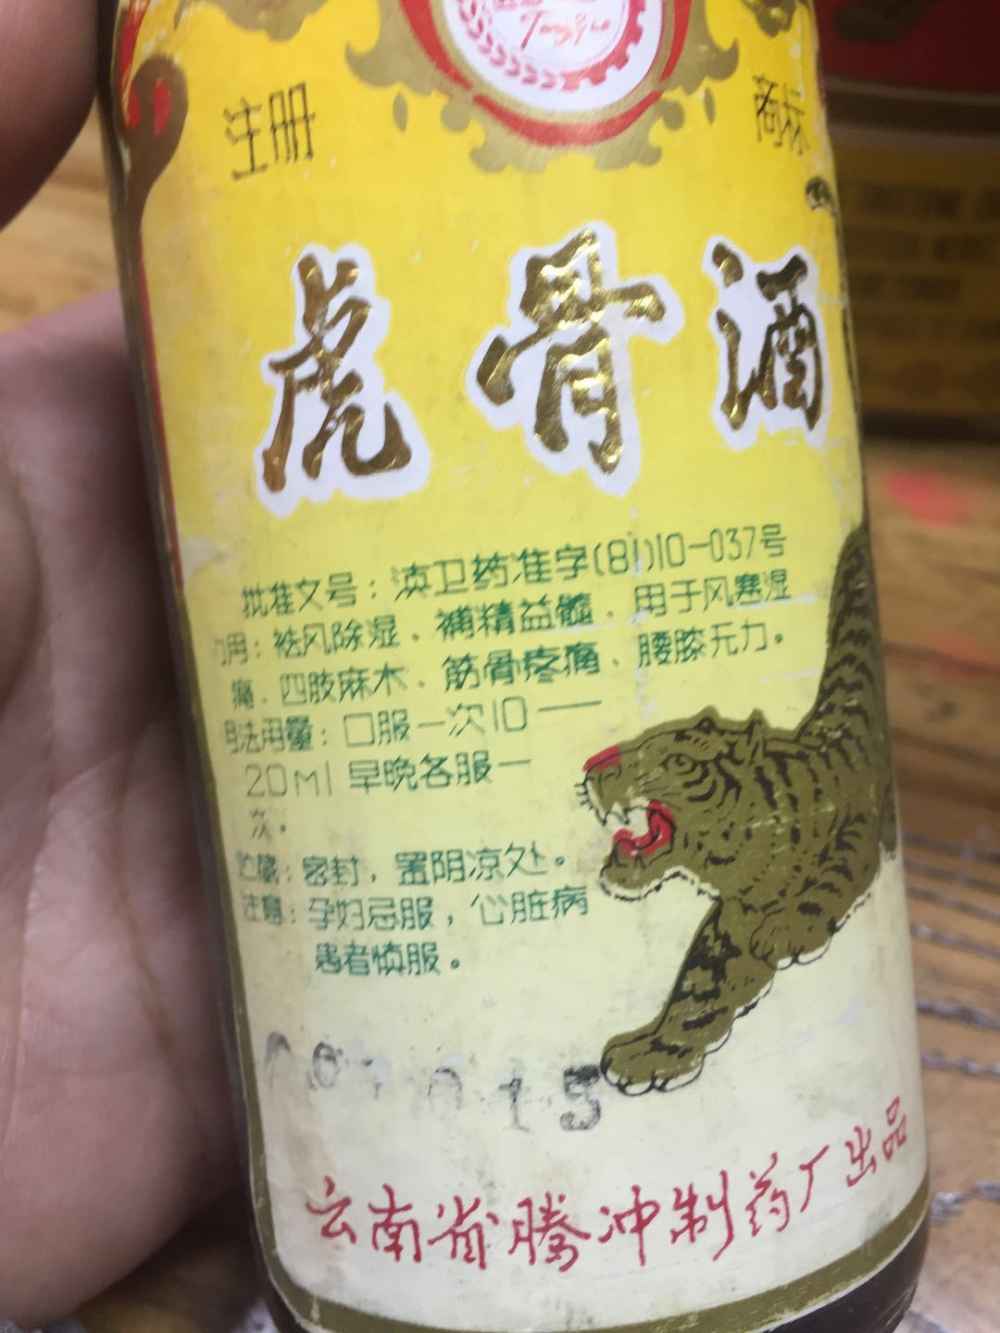 注册 商标
虎骨酒
批准文号：滇卫药准字(81)10-037号
用：祛风除湿、補精益髓、用于风寒湿
痹、四肢麻木、筋骨疼痛、腰膝无力。
用法用量：口服一次10—
20ml 早晚各服一
次。
贮藏：密封，置阴凉处。
注意：孕妇忌服，心脏病
患者慎服。
15
云南省腾冲制药厂出品